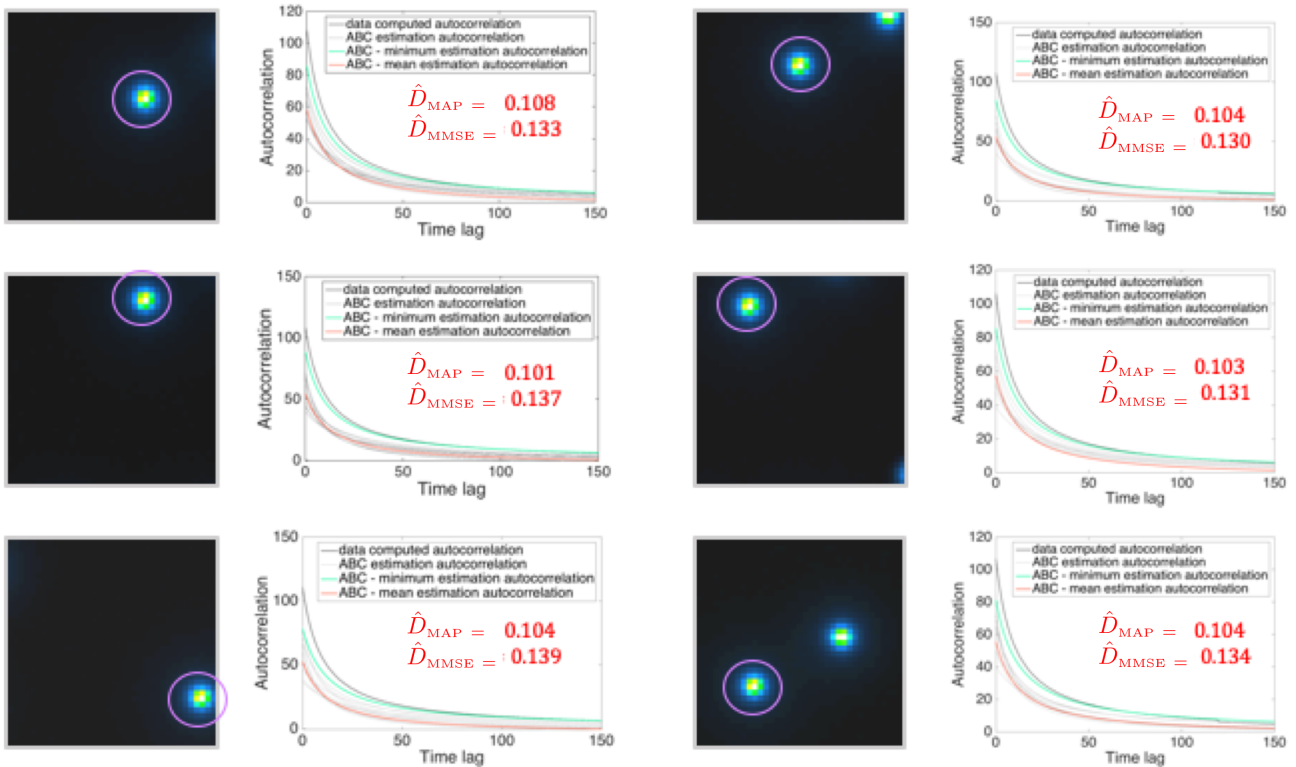 120
100
80
60
40
20
0
0
50
100
150
Autocorrelation
Time lag
data computed autocorrelation
ABC estimation autocorrelation
ABC - minimum estimation autocorrelation
ABC - mean estimation autocorrelation
D̂MAP = 0.108
D̂MMSE = 0.133
150
100
50
0
0
50
100
150
Autocorrelation
Time lag
data computed autocorrelation
ABC estimation autocorrelation
ABC - minimum estimation autocorrelation
ABC - mean estimation autocorrelation
D̂MAP = 0.104
D̂MMSE = 0.130
150
100
50
0
0
50
100
150
Autocorrelation
Time lag
data computed autocorrelation
ABC estimation autocorrelation
ABC - minimum estimation autocorrelation
ABC - mean estimation autocorrelation
D̂MAP = 0.101
D̂MMSE = 0.137
120
100
80
60
40
20
0
0
50
100
150
Autocorrelation
Time lag
data computed autocorrelation
ABC estimation autocorrelation
ABC - minimum estimation autocorrelation
ABC - mean estimation autocorrelation
D̂MAP = 0.103
D̂MMSE = 0.131
150
100
50
0
0
50
100
150
Autocorrelation
Time lag
data computed autocorrelation
ABC estimation autocorrelation
ABC - minimum estimation autocorrelation
ABC - mean estimation autocorrelation
D̂MAP = 0.104
D̂MMSE = 0.139
120
100
80
60
40
20
0
0
50
100
150
Autocorrelation
Time lag
data computed autocorrelation
ABC estimation autocorrelation
ABC - minimum estimation autocorrelation
ABC - mean estimation autocorrelation
D̂MAP = 0.104
D̂MMSE = 0.134